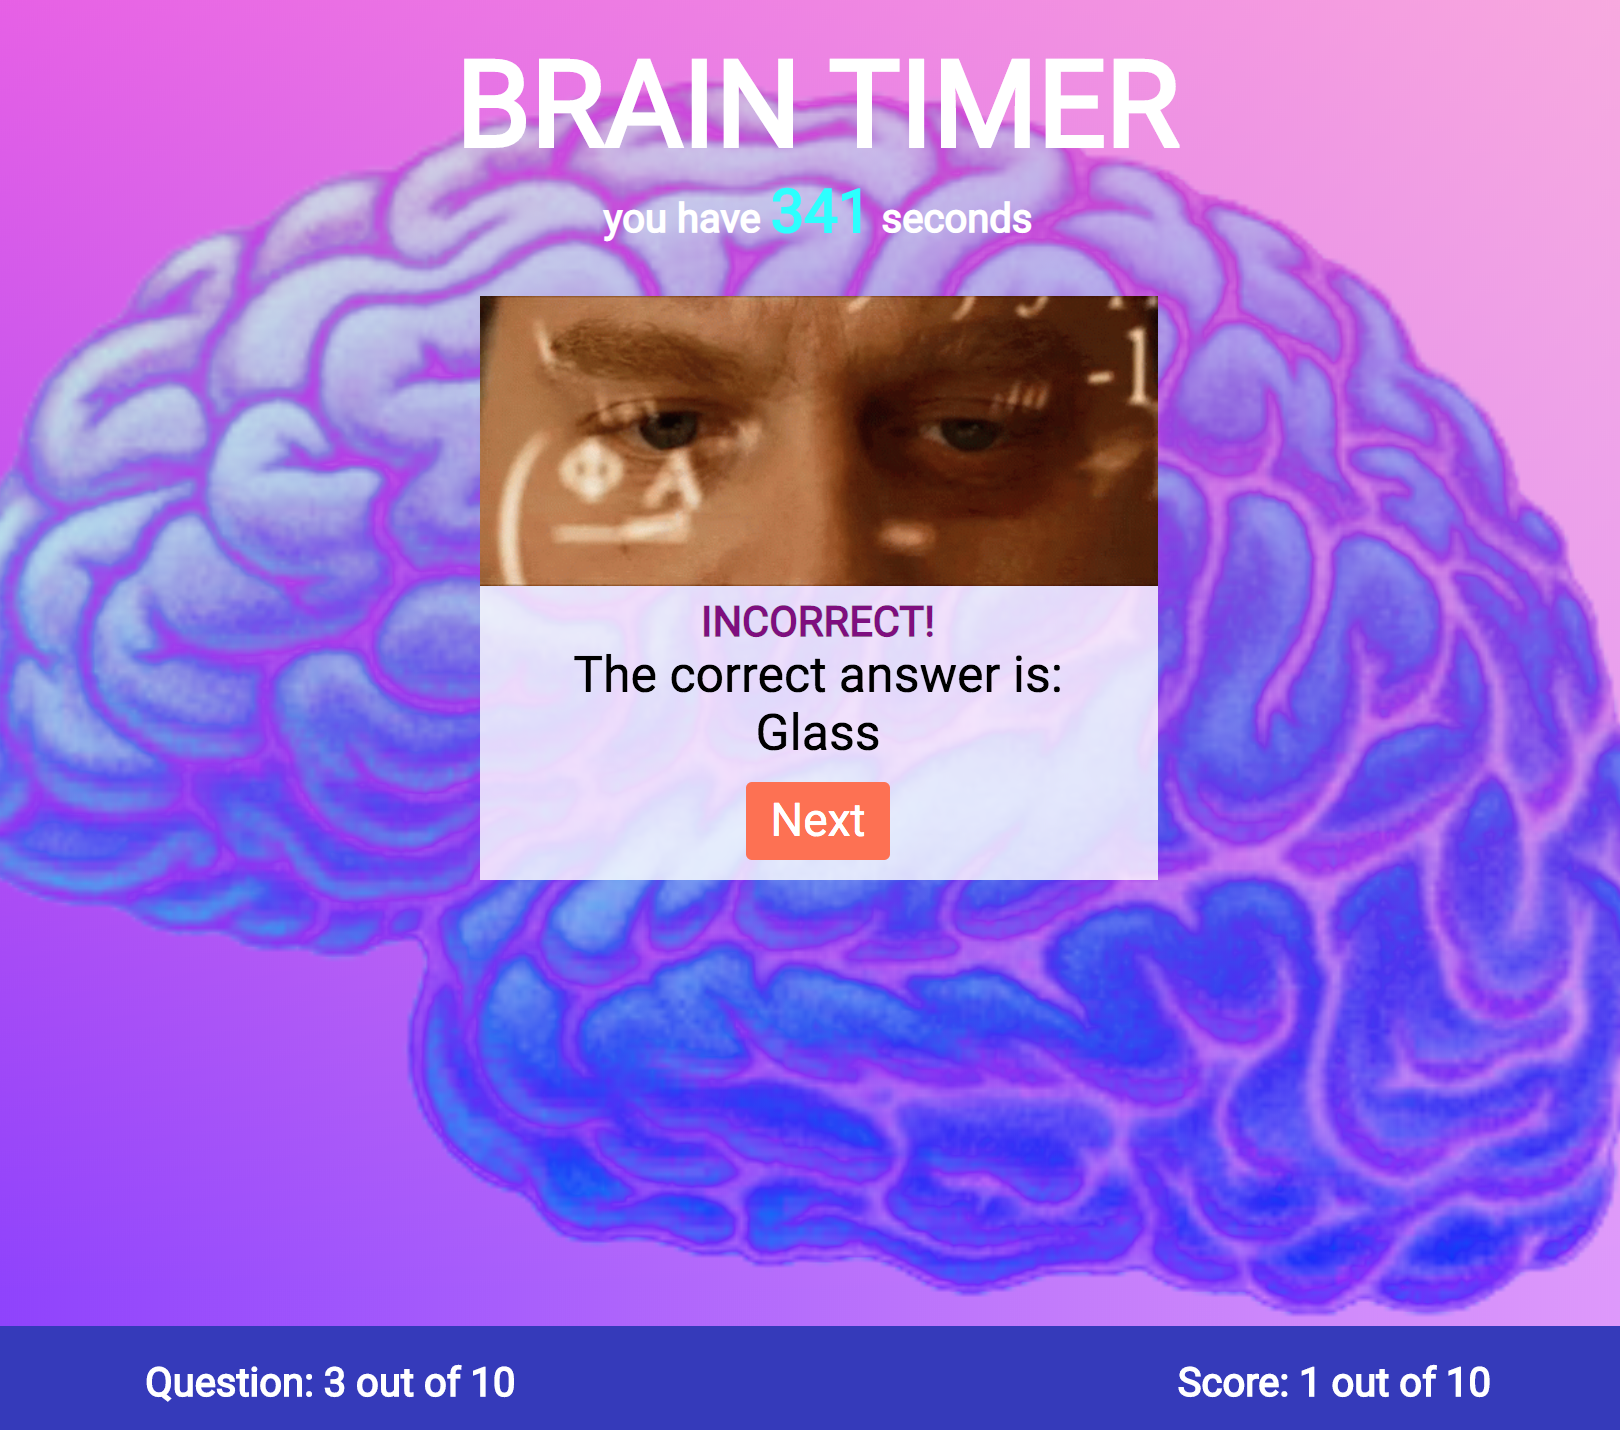 BRAIN TIMER
you have 341 seconds
-1
INCORRECT!
The correct answer is:
Glass
Next
Question: 3 out of 10
Score: 1 out of 10